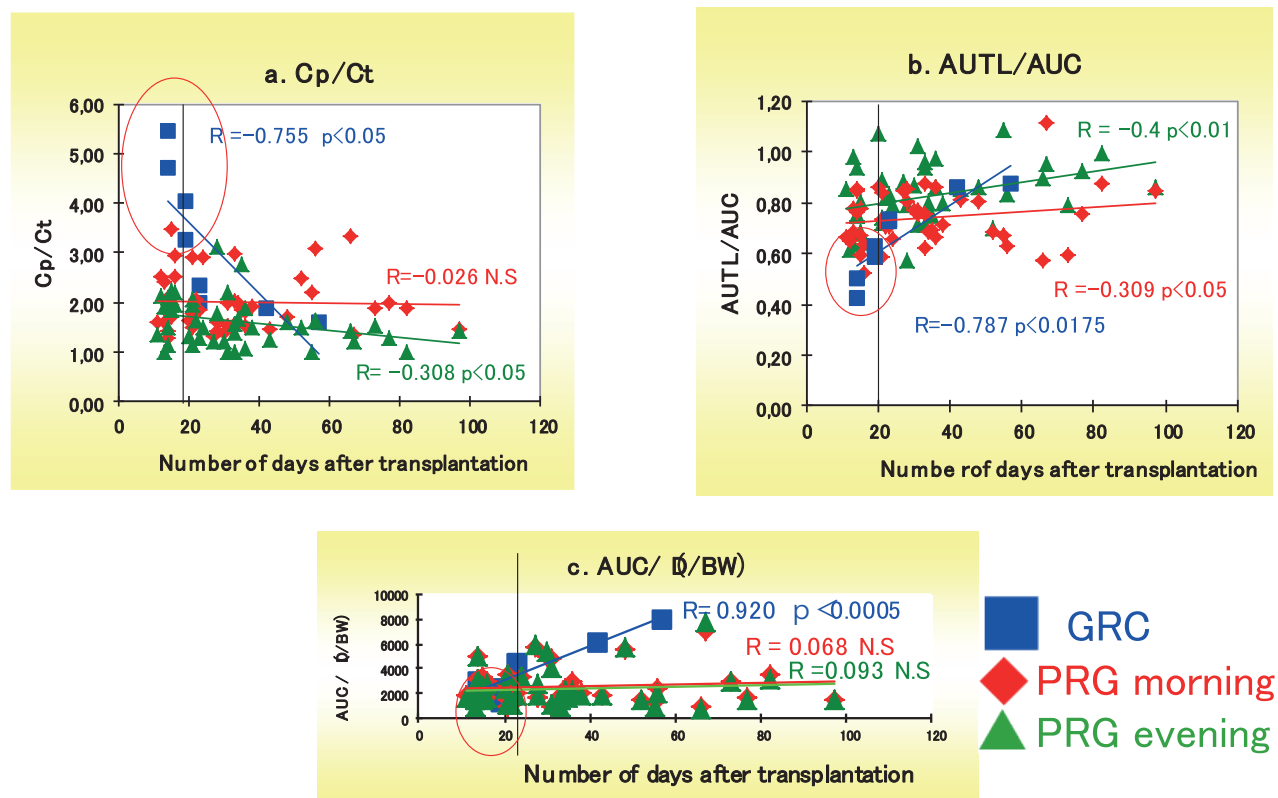 a. Cp/Ct
6,00
5,00
4,00
3,00
2,00
1,00
0,00
Cp/Ct
R =-0.755 p<0.05
R=-0.026 N.S
R= -0.308 p<0.05
0 20 40 60 80 100 120
Number of days after transplantation
b. AUTL/AUC
1,20
1,00
0,80
0,60
0,40
0,20
0,00
AUTL/AUC
R = -0.4 p<0.01
R = -0.309 p<0.05
R=-0.787 p<0.0175
0 20 40 60 80 100 120
Numbe rof days after transplantation
c. AUC/ (D/BW)
10000
8000
6000
4000
2000
0
AUC/ (D/BW)
R= 0.920 p <0.0005
R = 0.068 N.S
R =0.093 N.S
0 20 40 60 80 100 120
Number of days after transplantation
GRC
PRG morning
PRG evening